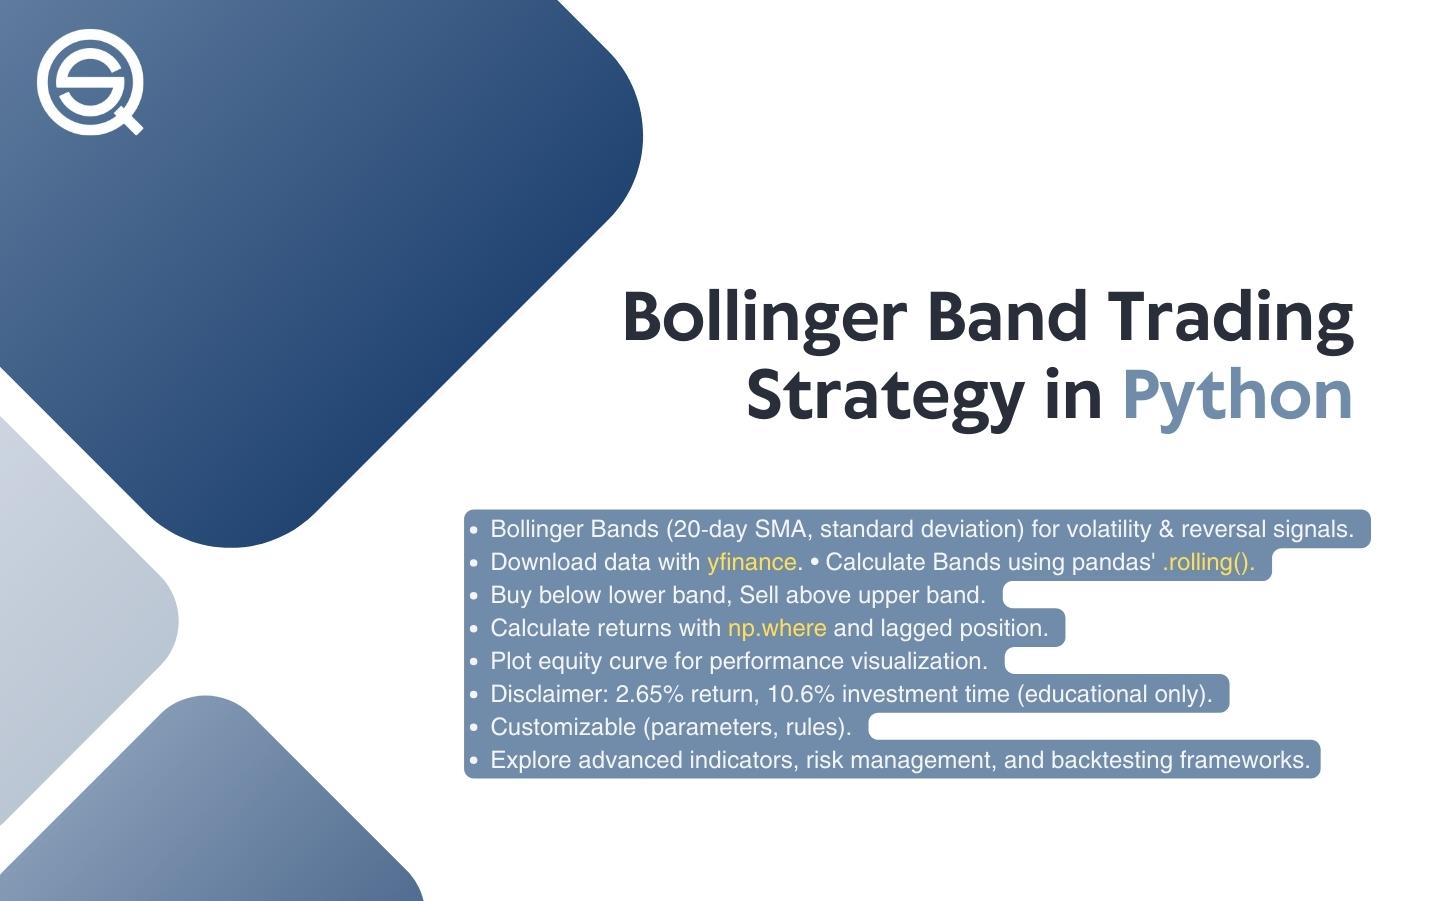 Bollinger Band Trading
Strategy in Python
• Bollinger Bands (20-day SMA, standard deviation) for volatility & reversal signals.
• Download data with yfinance. • Calculate Bands using pandas' .rolling().
• Buy below lower band, Sell above upper band.
• Calculate returns with np.where and lagged position.
• Plot equity curve for performance visualization.
• Disclaimer: 2.65% return, 10.6% investment time (educational only).
• Customizable (parameters, rules).
• Explore advanced indicators, risk management, and backtesting frameworks.